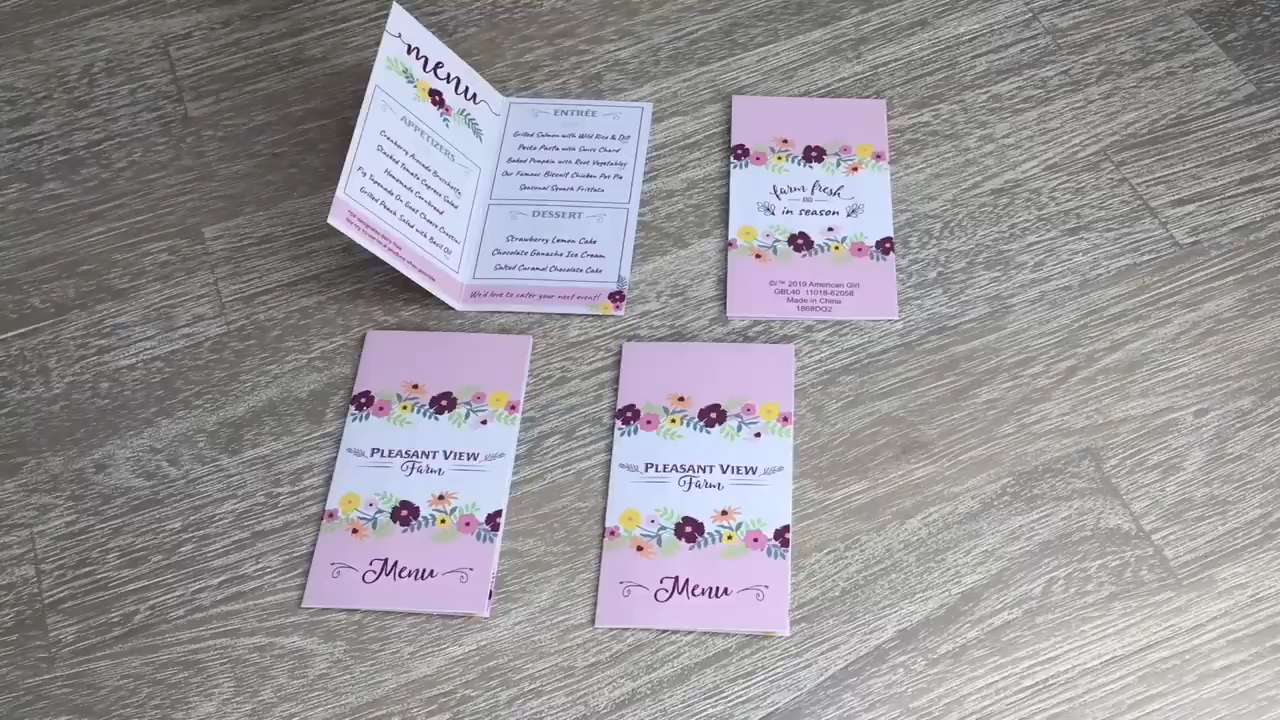 menu
APPETIZERS
Cranberry Avocado Bruschetta
Stacked Tomato Caprese Salad
Homemade Cornbread
Fig Tapenade On Goat Cheese Crostini
Grilled Peach Salad with Basil Oil
ENTRÉE
Grilled Salmon with Wild Rice & Dill
Pesto Pasta with Swiss Chard
Baked Pumpkin with Root Vegetables
Our Famous Biscuit Chicken Pot Pie
Seasonal Squash Frittata
DESSERT
Strawberry Lemon Cake
Chocolate Ganache Ice Cream
Salted Caramel Chocolate Cake
We'd love to cater your next event!
farm fresh
AND
in season
©/™ 2019 American Girl
GBL40 11018-62058
Made in China
1868DG2
PLEASANT VIEW
Farm
Menu
PLEASANT VIEW
Farm
Menu